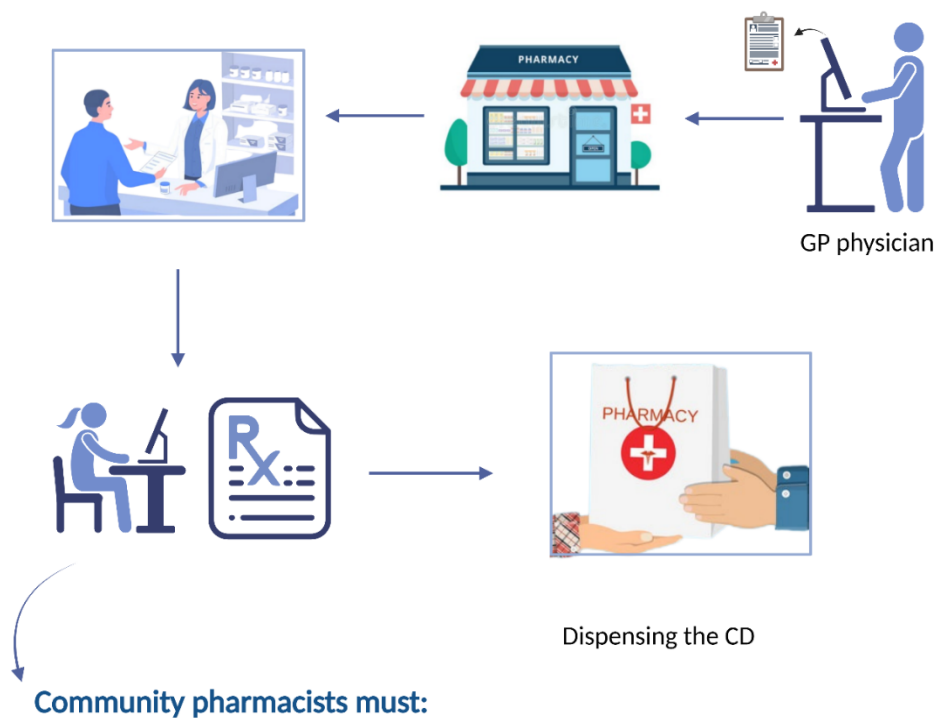 PHARMACY
GP physician
Rx
PHARMACY
Dispensing the CD
Community pharmacists must: